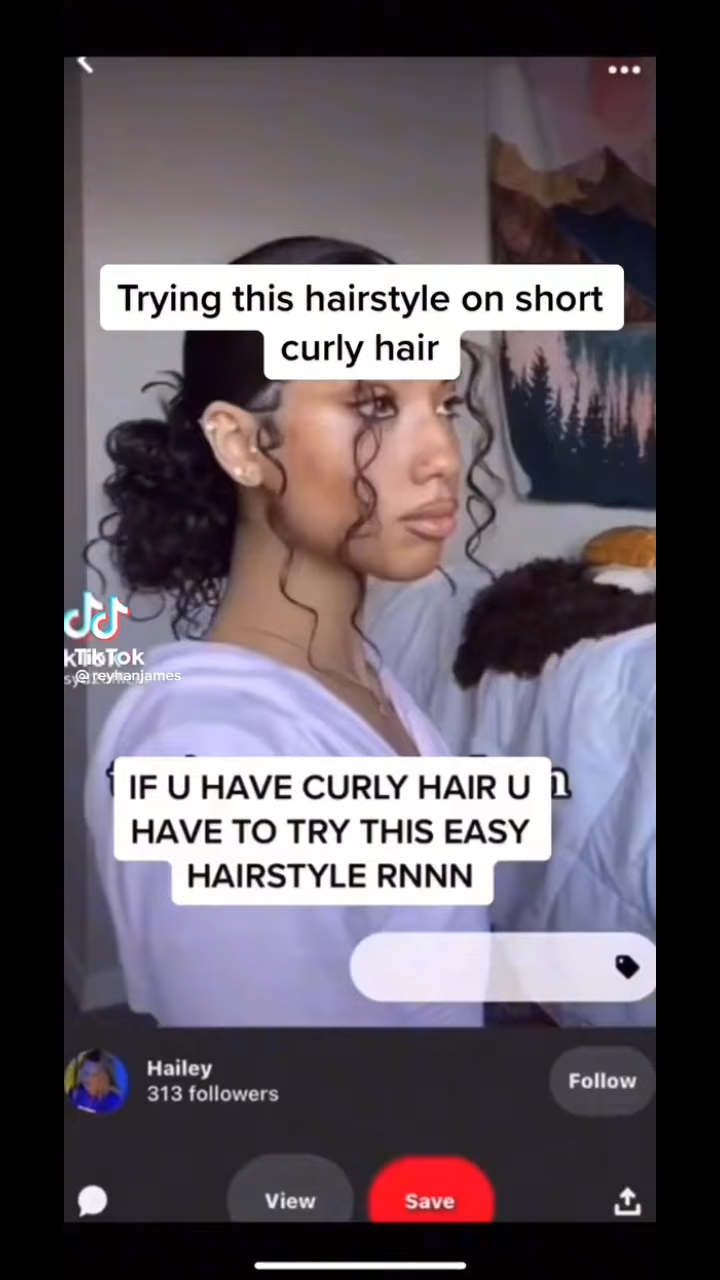 Trying this hairstyle on short
curly hair
TikTok
@reyhanjames
IF U HAVE CURLY HAIR U
HAVE TO TRY THIS EASY
HAIRSTYLE RNNN
Hailey
313 followers
Follow
View
Save